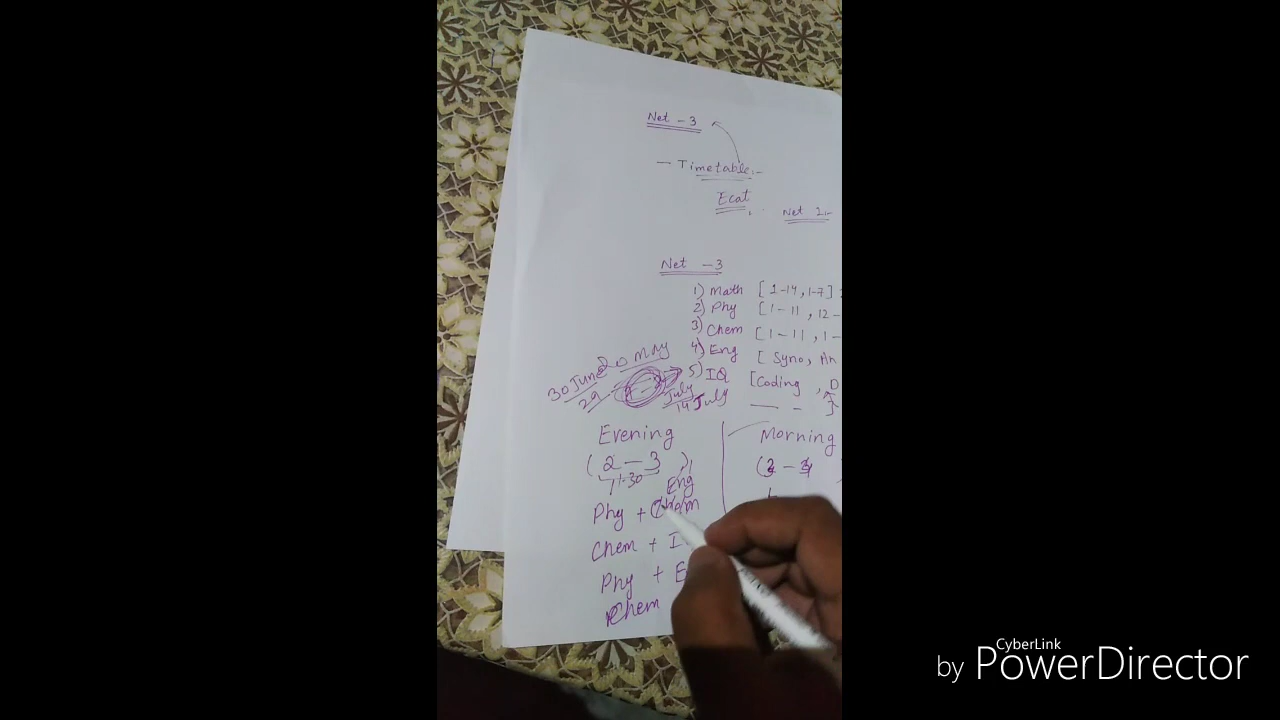 Net - 3
- Timetable:-
Ecat
Net 2:-
Net - 3
1) Math [1-14, 1-7]
2) Phy [1-11, 12-
3) Chem [1-11, 1-
4) Eng [Syno, An
5) IQ [Coding, D
30 June 20 May
29
July
14 July
Evening
(2 - 3)
1-30
Eng
Phy +
Chem + I
Phy + E
Chem
Morning
CyberLink
by PowerDirector